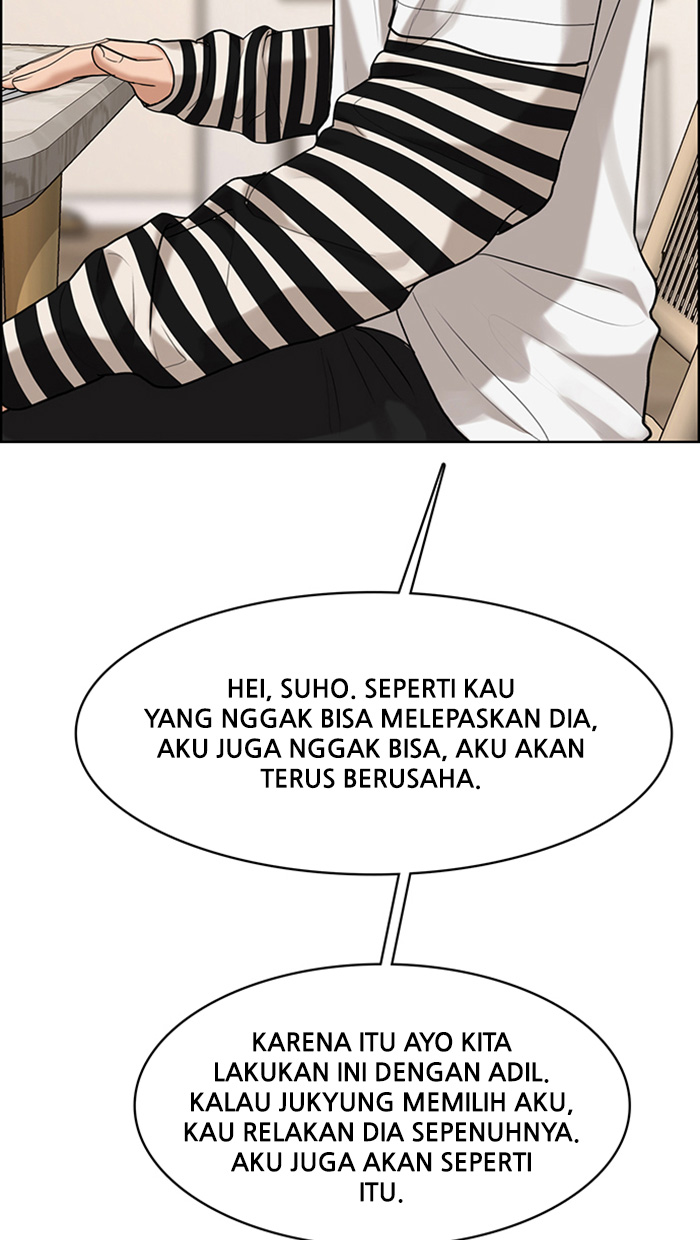 HEI, SUHO. SEPERTI KAU
YANG NGGAK BISA MELEPASKAN DIA,
AKU JUGA NGGAK BISA, AKU AKAN
TERUS BERUSAHA.
KARENA ITU AYO KITA
LAKUKAN INI DENGAN ADIL.
KALAU JUKYUNG MEMILIH AKU,
KAU RELAKAN DIA SEPENUHNYA.
AKU JUGA AKAN SEPERTI
ITU.